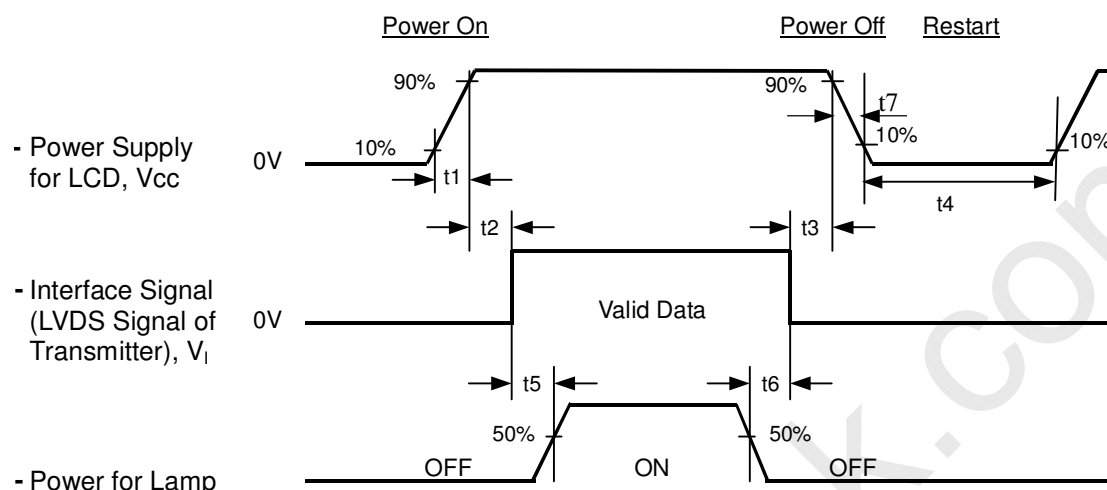 Power On
Power Off Restart
90%
90%
t7
- Power Supply
for LCD, Vcc
0V
10%
10%
10%
t1
t4
t2
t3
- Interface Signal
(LVDS Signal of
Transmitter), VI
0V
Valid Data
t5
t6
50%
50%
- Power for Lamp
OFF
ON
OFF
k.com